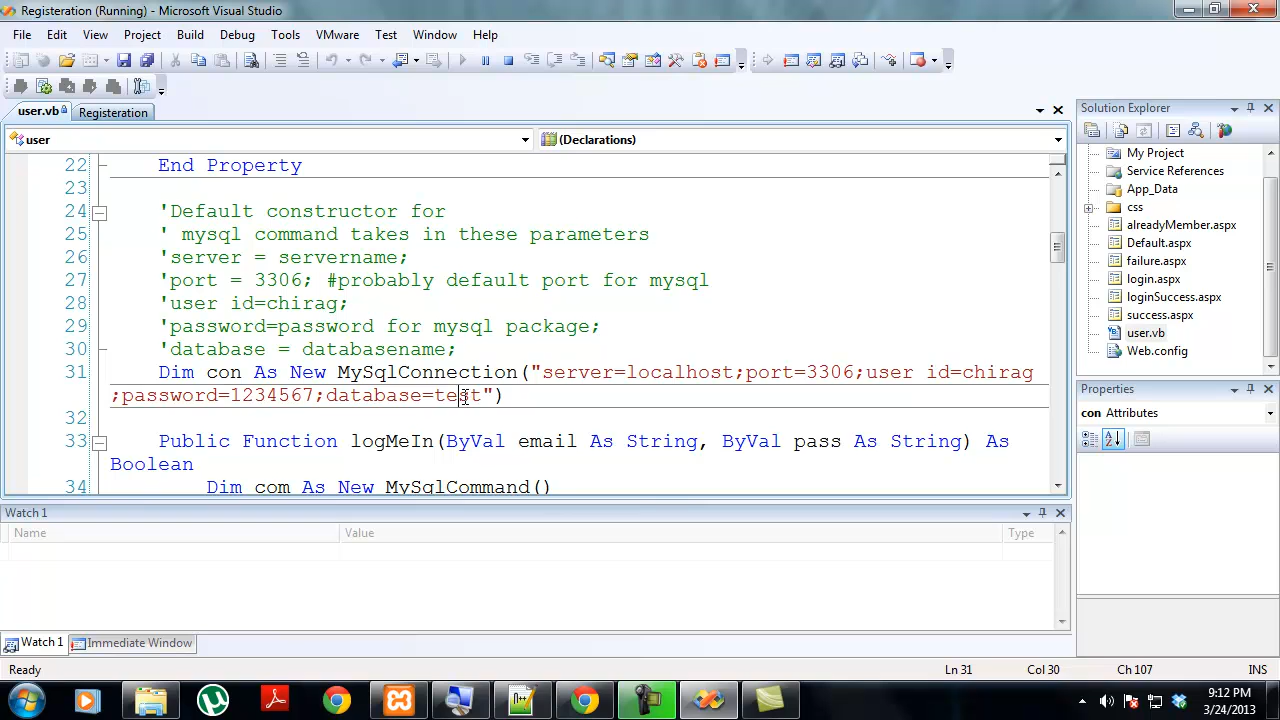 Registeration (Running) - Microsoft Visual Studio
File Edit View Project Build Debug Tools VMware Test Window Help
user.vb Registeration
user (Declarations)
22 End Property
23
24 'Default constructor for
25 ' mysql command takes in these parameters
26 'server = servername;
27 'port = 3306; #probably default port for mysql
28 'user id=chirag;
29 'password=password for mysql package;
30 'database = databasename;
31 Dim con As New MySqlConnection("server=localhost;port=3306;user id=chirag
;password=1234567;database=test")
32
33 Public Function logMeIn(ByVal email As String, ByVal pass As String) As
Boolean
34 Dim com As New MySqlCommand()
Solution Explorer
My Project
Service References
App_Data
css
alreadyMember.aspx
Default.aspx
failure.aspx
login.aspx
loginSuccess.aspx
success.aspx
user.vb
Web.config
Properties
con Attributes
Watch 1
Name Value Type
Watch 1 Immediate Window
Ready Ln 31 Col 30 Ch 107 INS
9:12 PM
3/24/2013